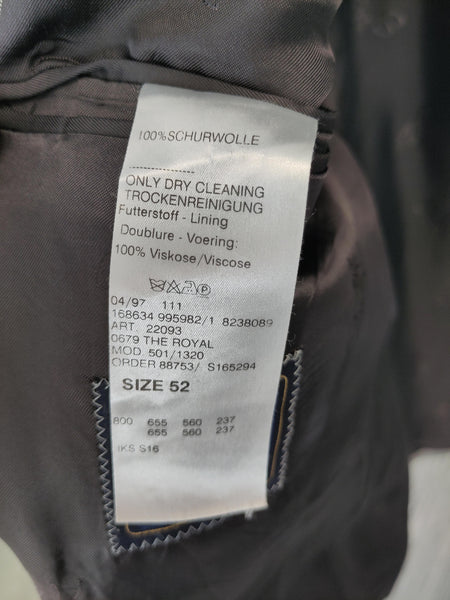 100%SCHURWOLLE
--------------
ONLY DRY CLEANING
TROCKENREINIGUNG
Futterstoff - Lining
Doublure - Voering:
100% Viskose/Viscose
P
04/97 111
168634 995982/1 8238089
ART. 22093
0679 THE ROYAL
MOD. 501/1320
ORDER 88753/ S165294
SIZE 52
800 655 560 237
655 560 237
IKS S16